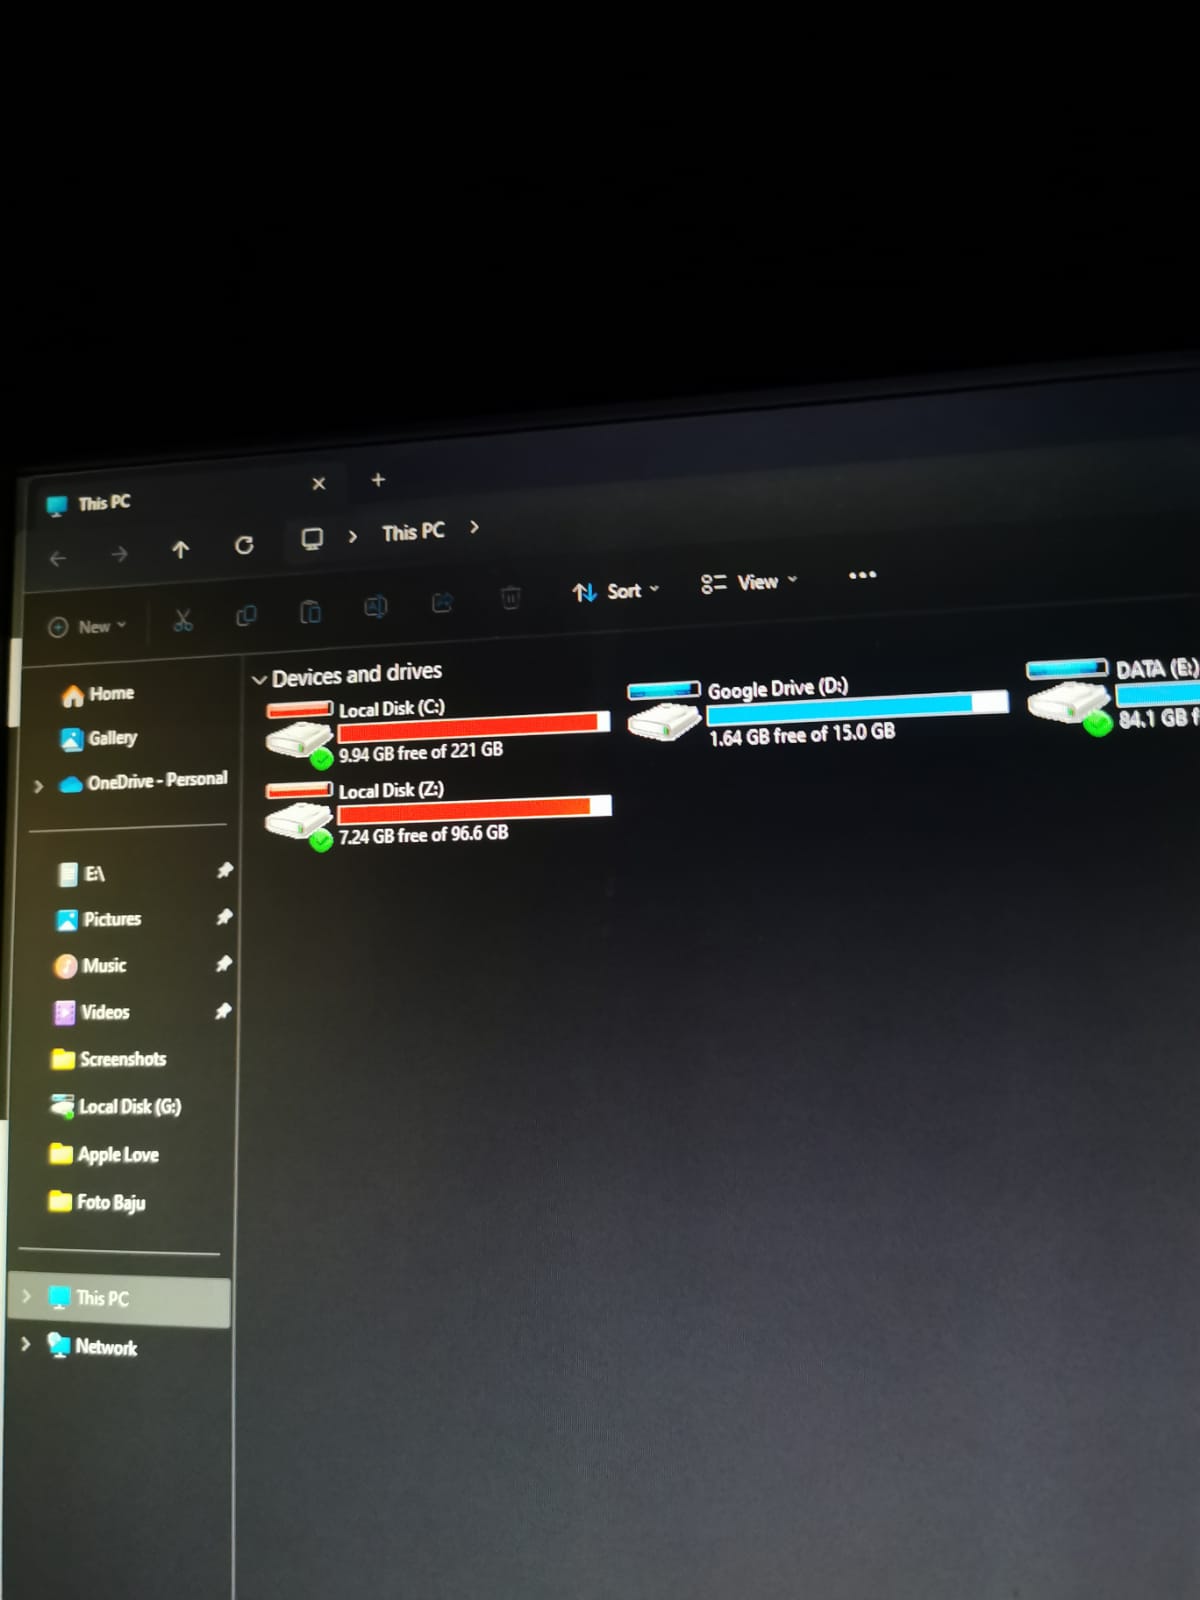 This PC
This PC
New
Sort
View
Home
Gallery
OneDrive - Personal
E:\
Pictures
Music
Videos
Screenshots
Local Disk (G:)
Apple Love
Foto Baju
This PC
Network
Devices and drives
Local Disk (C:)
9.94 GB free of 221 GB
Google Drive (D:)
1.64 GB free of 15.0 GB
DATA (E:)
84.1 GB f
Local Disk (Z:)
7.24 GB free of 96.6 GB